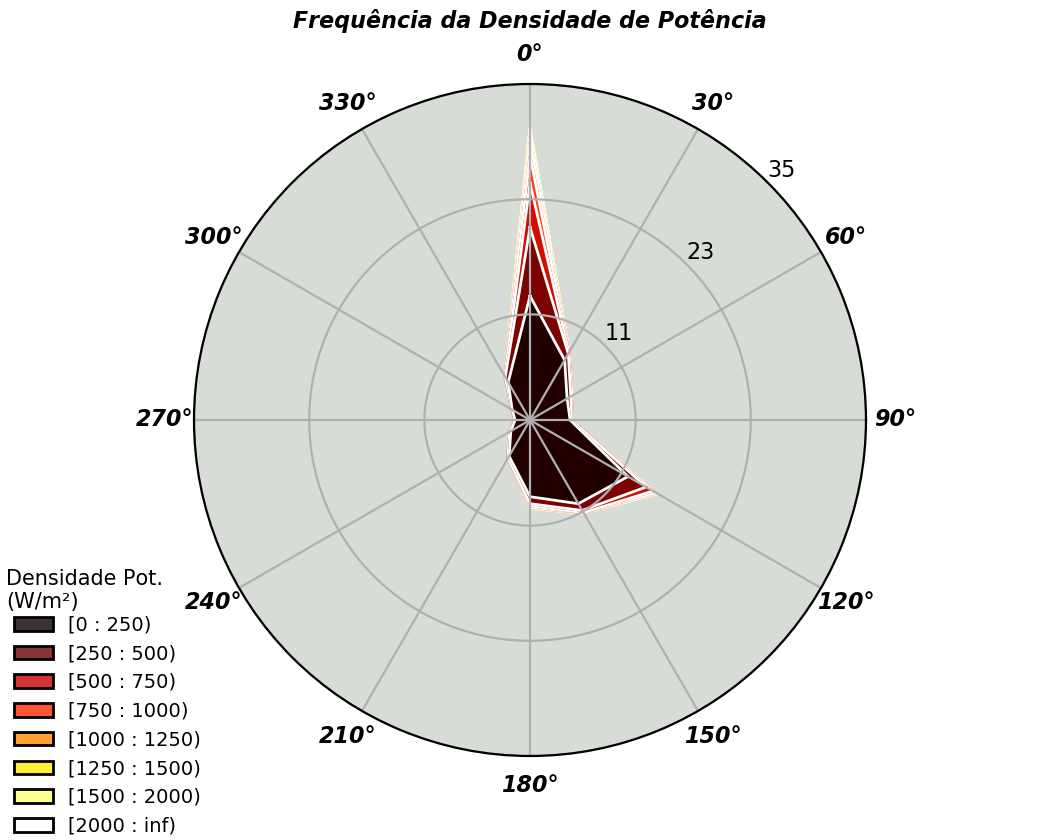 Frequência da Densidade de Potência
0°
330°
30°
35
300°
60°
23
11
270°
90°
240°
120°
210°
150°
180°
Densidade Pot.
(W/m²)
[0 : 250)
[250 : 500)
[500 : 750)
[750 : 1000)
[1000 : 1250)
[1250 : 1500)
[1500 : 2000)
[2000 : inf)